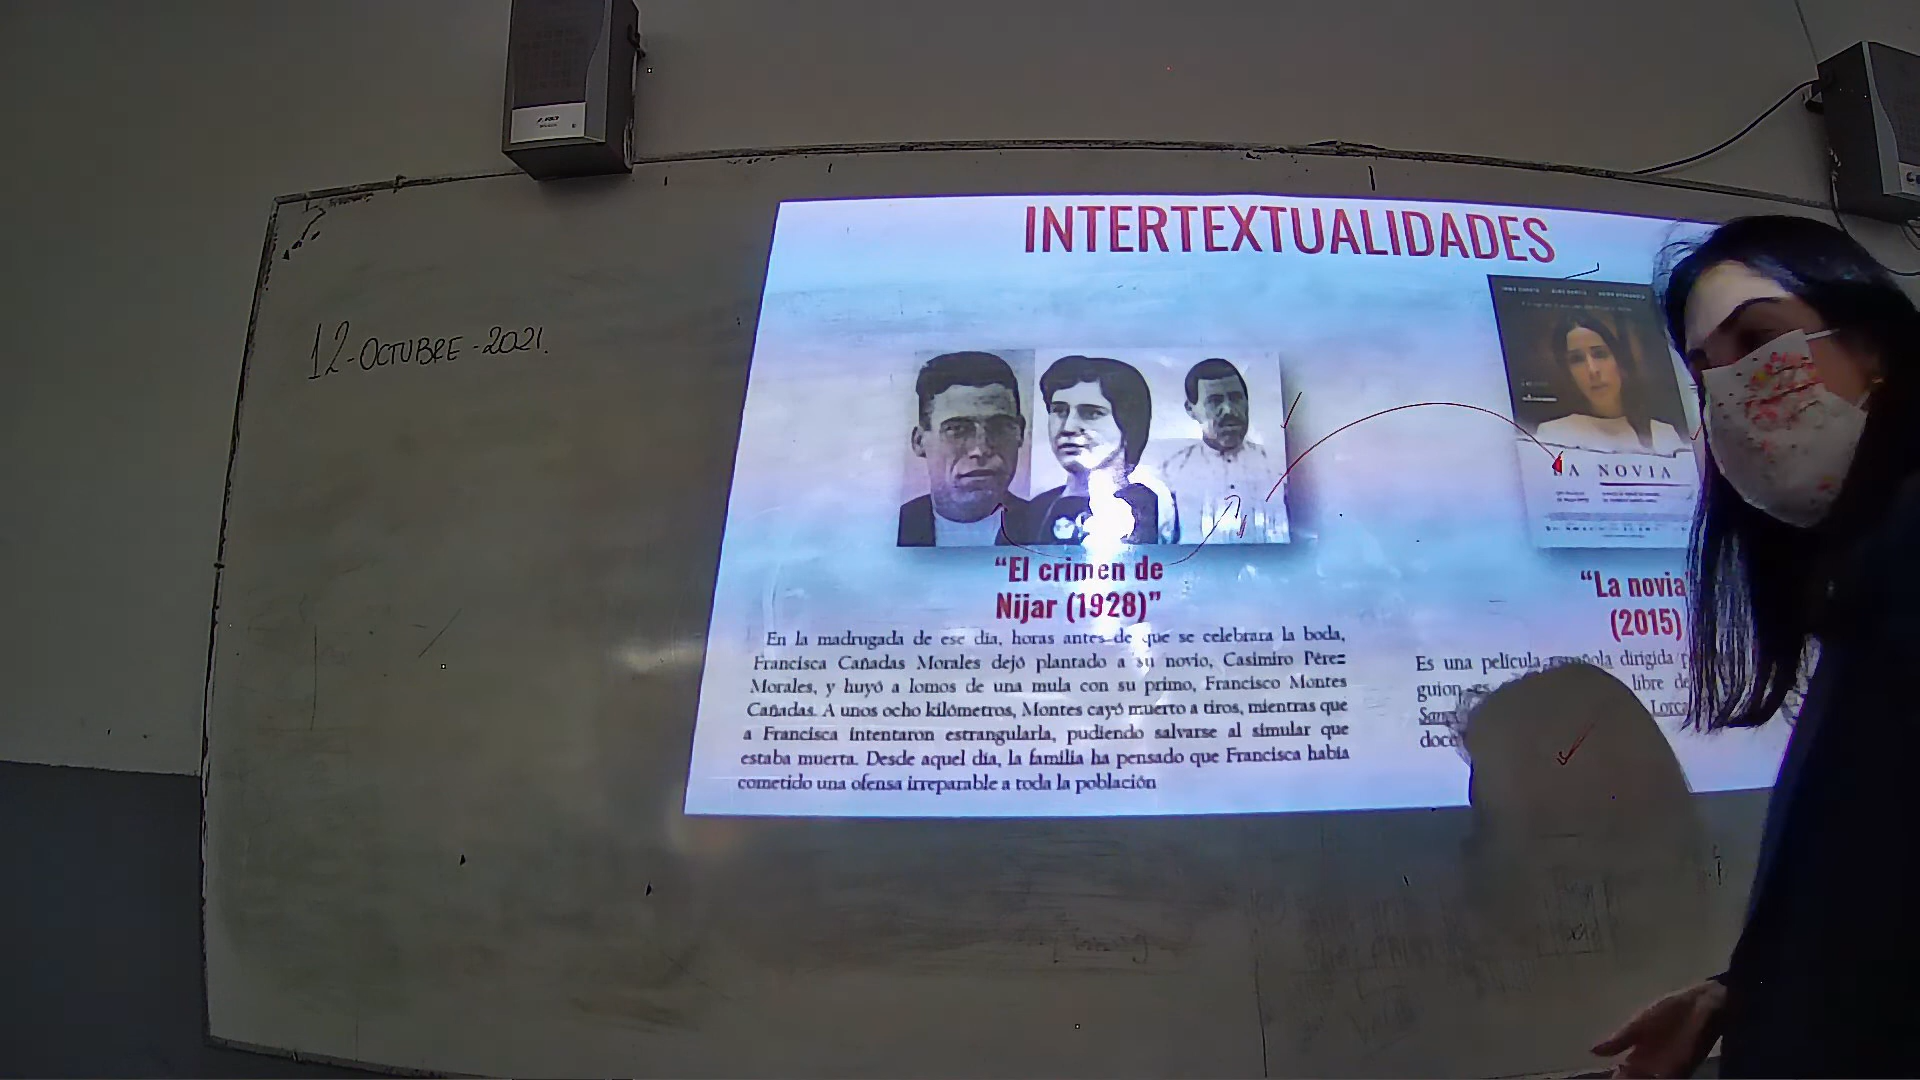 12-OCTUBRE-2021.
INTERTEXTUALIDADES
LA NOVIA
“El crimen de
Nijar (1928)”
En la madrugada de ese día, horas antes de que se celebrara la boda,
Francisca Cañadas Morales dejó plantado a su novio, Casimiro Pérez
Morales, y huyó a lomos de una mula con su primo, Francisco Montes
Cañadas. A unos ocho kilómetros, Montes cayó muerto a tiros, mientras que
a Francisca intentaron estrangularla, pudiendo salvarse al simular que
estaba muerta. Desde aquel día, la familia ha pensado que Francisca había
cometido una ofensa irreparable a toda la población
“La novia
(2015)
Es una película española dirigida
guion es libre de
Lorca